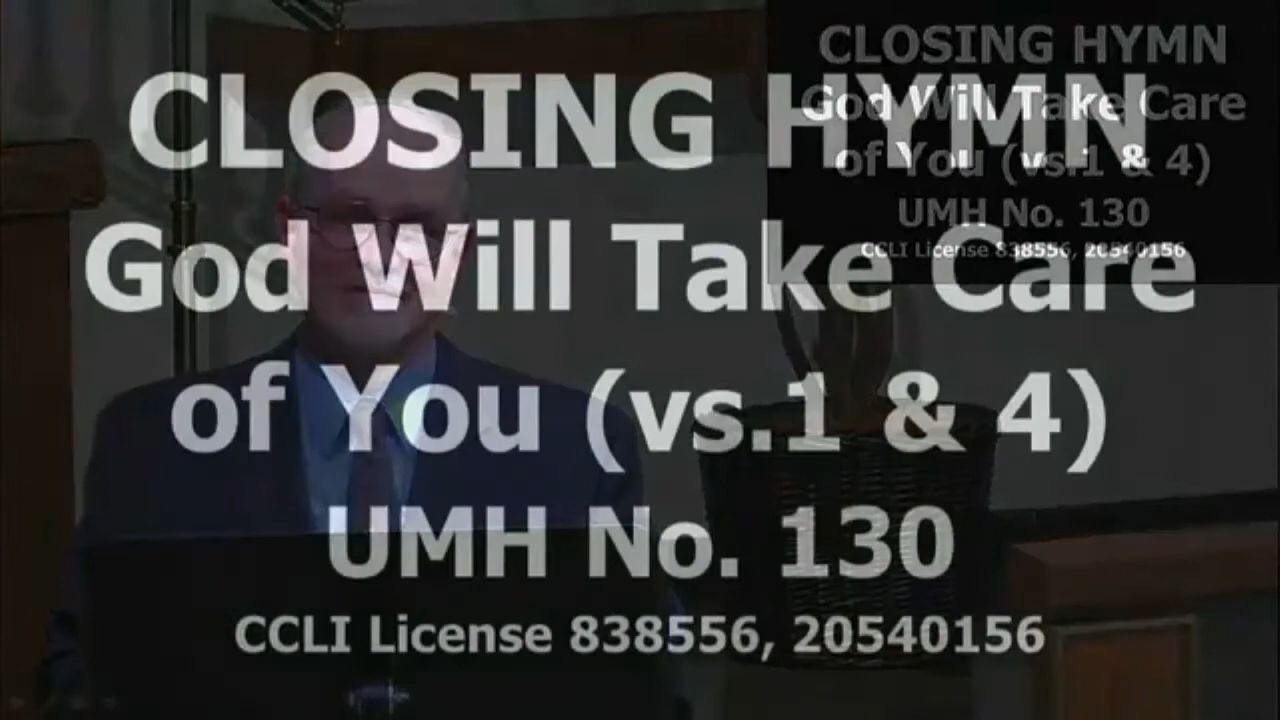 CLOSING HYMN
God Will Take Care
of You (vs.1 & 4)
UMH No. 130
CCLI License 838556, 20540156
CLOSING HYMN
God Will Take Care
of You (vs.1 & 4)
UMH No. 130
CCLI License 838556, 20540156